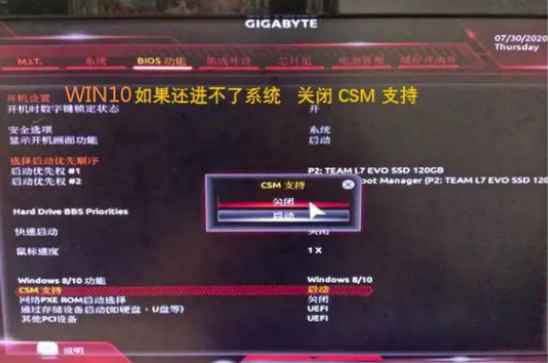 GIGABYTE
07/30/2020
Thursday
M.I.T. 系统 BIOS 功能 集成外设 芯片组 电源管理 储存并离开
WIN10如果还进不了系统 关闭 CSM 支持
开机设置
开机时数字键锁定状态 开
安全选项 系统
显示开机画面功能 启动
选择启动优先顺序
启动优先权 #1 P2: TEAM L7 EVO SSD 120GB
启动优先权 #2 oot Manager (P2: TEAM L7 EVO SSD 120G
CSM 支持
关闭
启动
Hard Drive BBS Priorities
快速启动 关闭
鼠标速度 1 X
Windows 8/10 功能 Windows 8/10
CSM 支持 启动
网络PXE ROM启动选择 关闭
通过存储设备启动(如硬盘，U盘等) UEFI
其他PCI设备 UEFI
说明